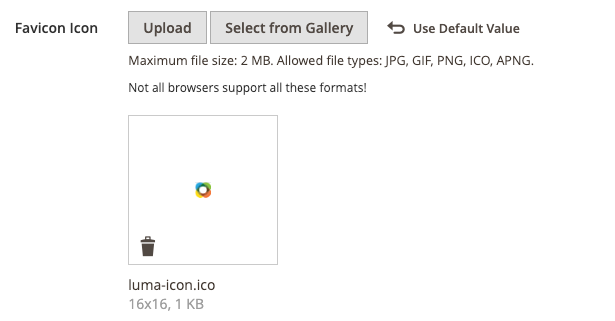 Favicon Icon Upload Select from Gallery Use Default Value
Maximum file size: 2 MB. Allowed file types: JPG, GIF, PNG, ICO, APNG.
Not all browsers support all these formats!
luma-icon.ico
16x16, 1 KB